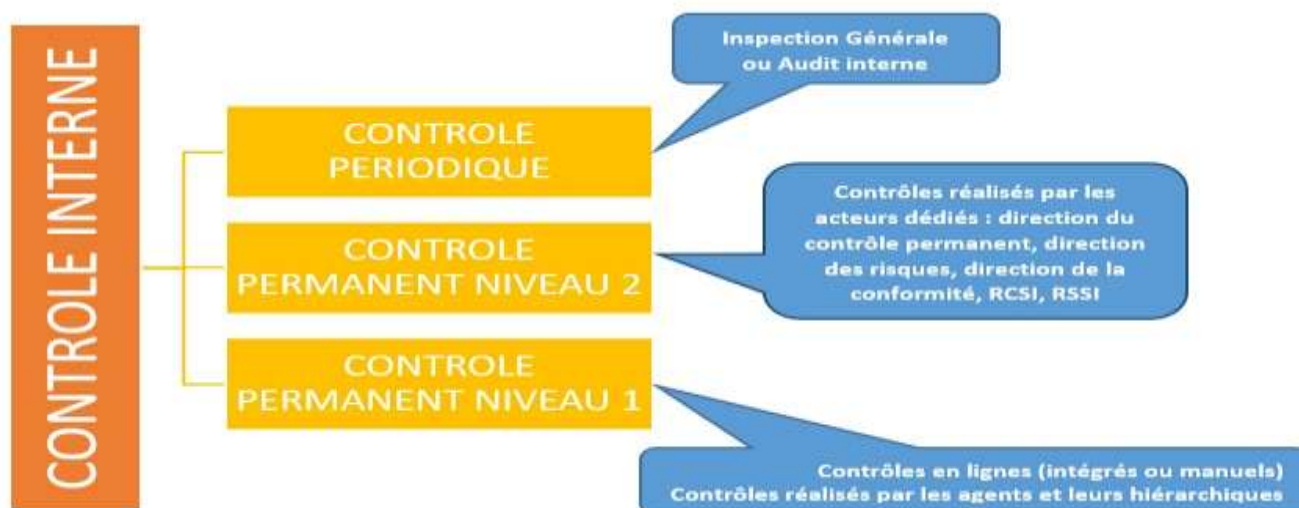 CONTROLE INTERNE
Inspection Générale
ou Audit interne
CONTROLE
PERIODIQUE
Contrôles réalisés par les
acteurs dédiés : direction du
contrôle permanent, direction
des risques, direction de la
conformité, RCSI, RSSI
CONTROLE
PERMANENT NIVEAU 2
CONTROLE
PERMANENT NIVEAU 1
Contrôles en lignes (intégrés ou manuels)
Contrôles réalisés par les agents et leurs hiérarchiques